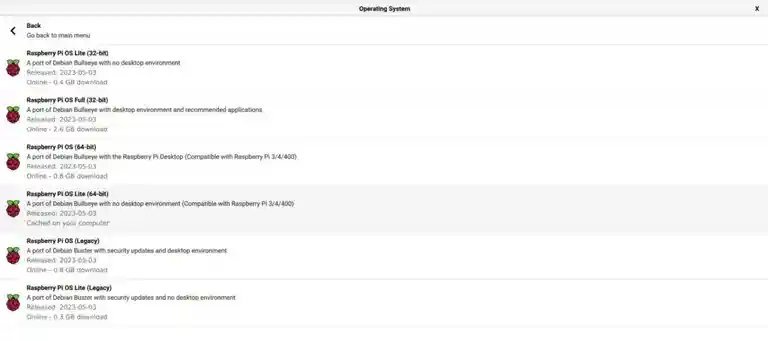 Operating System
X
Back
Go back to main menu
Raspberry Pi OS Lite (32-bit)
A port of Debian Bullseye with no desktop environment
Released: 2023-05-03
Online - 0.4 GB download
Raspberry Pi OS Full (32-bit)
A port of Debian Bullseye with desktop environment and recommended applications
Released: 2023-05-03
Online - 2.6 GB download
Raspberry Pi OS (64-bit)
A port of Debian Bullseye with the Raspberry Pi Desktop (Compatible with Raspberry Pi 3/4/400)
Released: 2023-05-03
Online - 0.8 GB download
Raspberry Pi OS Lite (64-bit)
A port of Debian Bullseye with no desktop environment (Compatible with Raspberry Pi 3/4/400)
Released: 2023-05-03
Cached on your computer
Raspberry Pi OS (Legacy)
A port of Debian Buster with security updates and desktop environment
Released: 2023-05-03
Online - 0.8 GB download
Raspberry Pi OS Lite (Legacy)
A port of Debian Buster with security updates and no desktop environment
Released: 2023-05-03
Online - 0.3 GB download